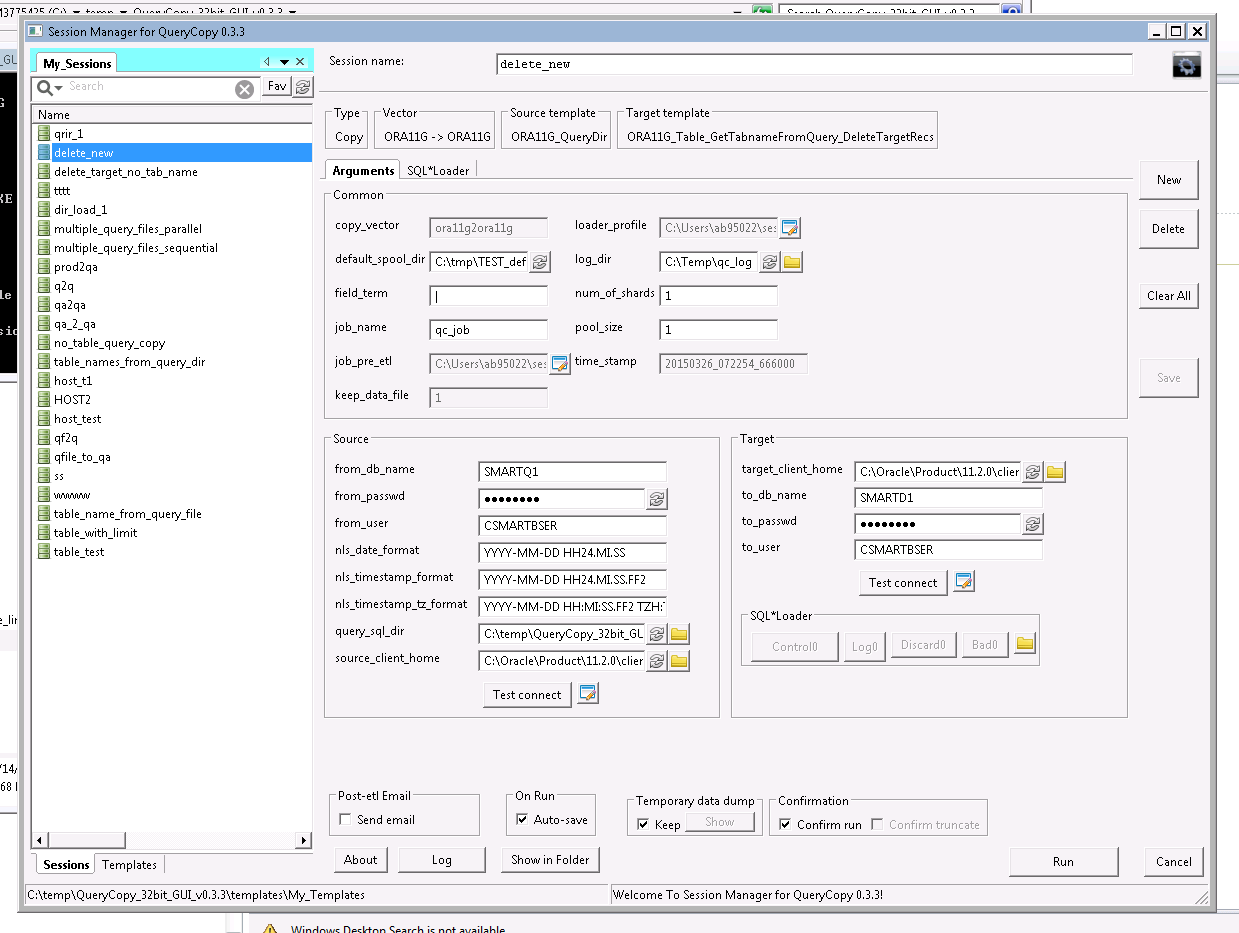 Session Manager for QueryCopy 0.3.3
My_Sessions
Search
Fav
Name
qrir_1
delete_new
delete_target_no_tab_name
tttt
dir_load_1
multiple_query_files_parallel
multiple_query_files_sequential
prod2qa
q2q
qa2qa
qa_2_qa
no_table_query_copy
table_names_from_query_dir
host_t1
HOST2
host_test
qf2q
qfile_to_qa
ss
wwww
table_name_from_query_file
table_with_limit
table_test
Sessions
Templates
Session name:
delete_new
Type
Copy
Vector
ORA11G -> ORA11G
Source template
ORA11G_QueryDir
Target template
ORA11G_Table_GetTabnameFromQuery_DeleteTargetRecs
Arguments
SQL*Loader
Common
copy_vector
ora11g2ora11g
loader_profile
C:\Users\ab95022\ses
default_spool_dir
C:\tmp\TEST_def
log_dir
C:\Temp\qc_log
field_term
|
num_of_shards
1
job_name
qc_job
pool_size
1
job_pre_etl
C:\Users\ab95022\ses
time_stamp
20150326_072254_666000
keep_data_file
1
New
Delete
Clear All
Save
Source
from_db_name
SMARTQ1
from_passwd
●●●●●●●●
from_user
CSMARTBSER
nls_date_format
YYYY-MM-DD HH24.MI.SS
nls_timestamp_format
YYYY-MM-DD HH24.MI.SS.FF2
nls_timestamp_tz_format
YYYY-MM-DD HH:MI:SS.FF2 TZH:
query_sql_dir
C:\temp\QueryCopy_32bit_GU
source_client_home
C:\Oracle\Product\11.2.0\clier
Test connect
Target
target_client_home
C:\Oracle\Product\11.2.0\clier
to_db_name
SMARTD1
to_passwd
●●●●●●●●
to_user
CSMARTBSER
Test connect
SQL*Loader
Control0
Log0
Discard0
Bad0
Post-etl Email
Send email
On Run
Auto-save
Temporary data dump
Keep
Show
Confirmation
Confirm run
Confirm truncate
About
Log
Show in Folder
Run
Cancel
C:\temp\QueryCopy_32bit_GUI_v0.3.3\templates\My_Templates
Welcome To Session Manager for QueryCopy 0.3.3!
Windows Desktop Search is not available